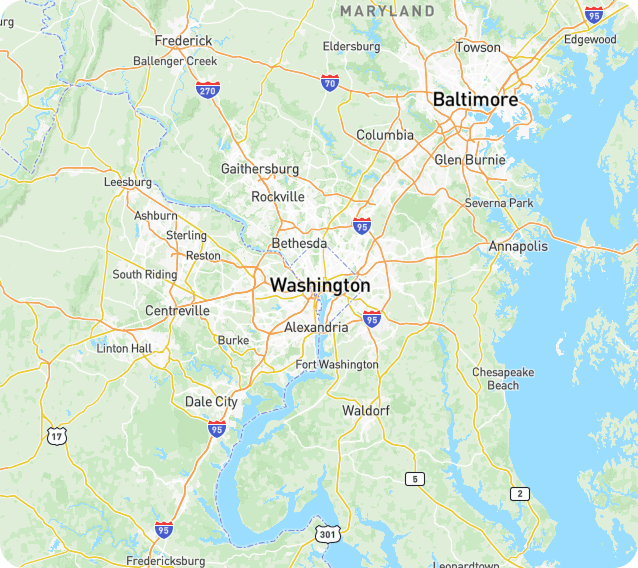 MARYLAND
95
Edgewood
Frederick
Eldersburg
Towson
Ballenger Creek
270
70
Baltimore
Columbia
Glen Burnie
Gaithersburg
Leesburg
Rockville
Severna Park
Ashburn
95
Sterling
Bethesda
Annapolis
Reston
South Riding
Washington
Centreville
95
Alexandria
Burke
Linton Hall
Fort Washington
Chesapeake
Beach
Dale City
Waldorf
95
17
5
2
95
301
Fredericksburg
Leonardtown